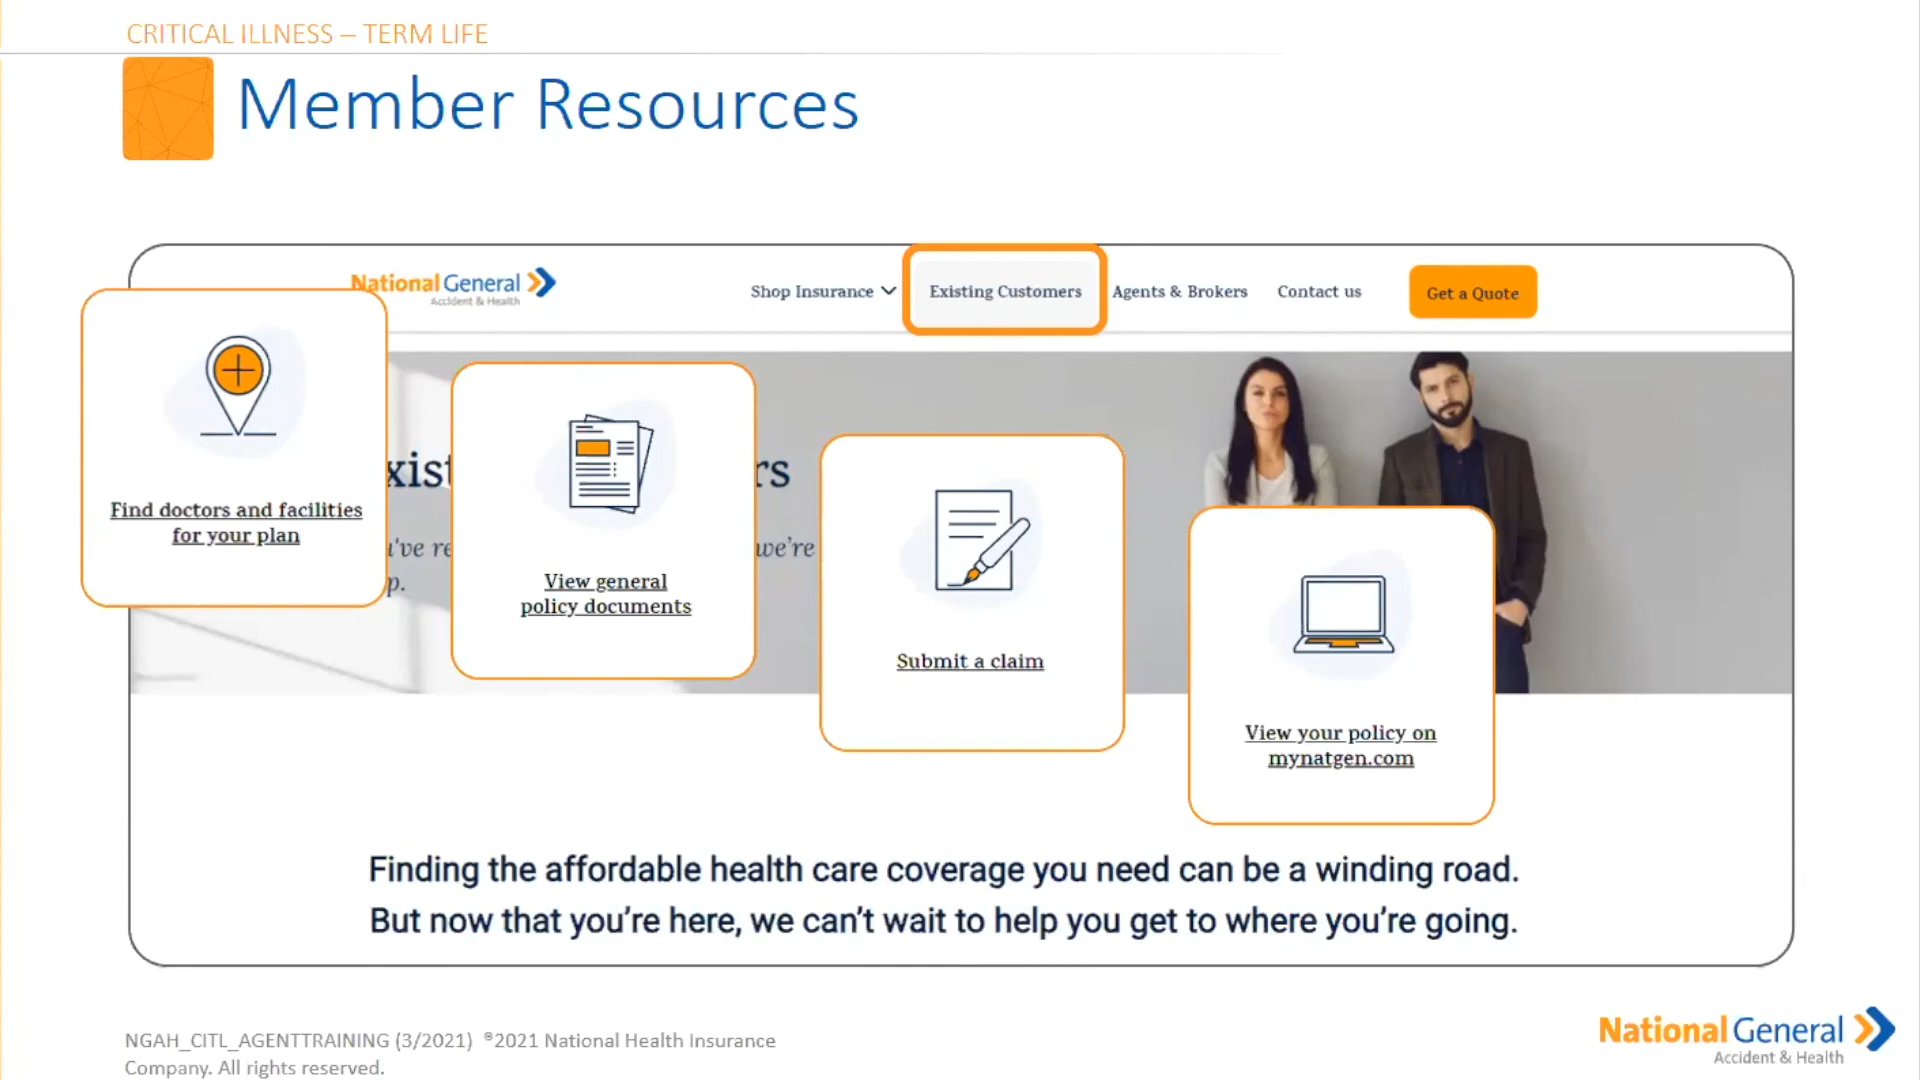 CRITICAL ILLNESS – TERM LIFE
Member Resources
National General
Accident & Health
Shop Insurance
Existing Customers
Agents & Brokers
Contact us
Get a Quote
Find doctors and facilities
for your plan
View general
policy documents
we're
p.
Submit a claim
View your policy on
mynatgen.com
Finding the affordable health care coverage you need can be a winding road.
But now that you're here, we can't wait to help you get to where you're going.
NGAH_CITL_AGENTTRAINING (3/2021) ©2021 National Health Insurance
Company. All rights reserved.
National General
Accident & Health